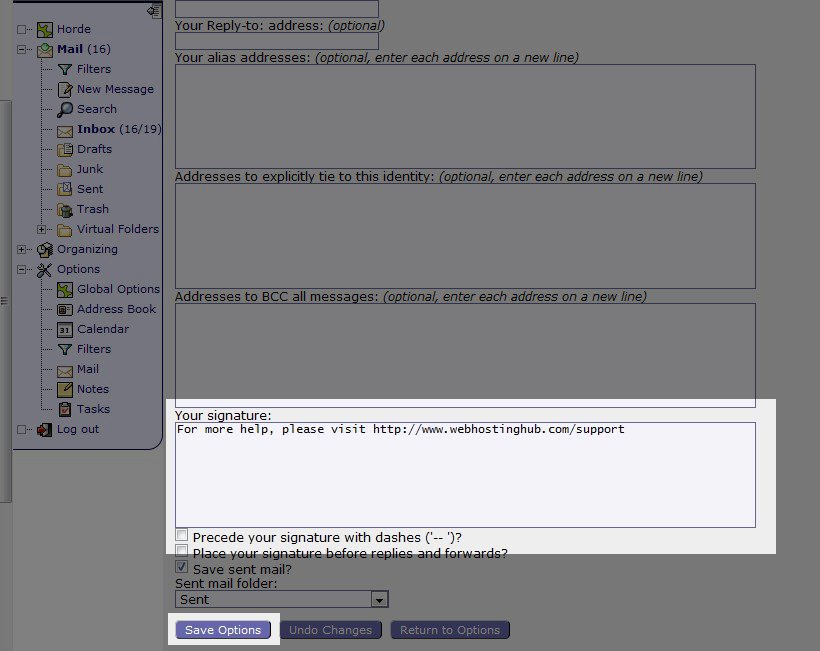 Horde
Mail (16)
Filters
New Message
Search
Inbox (16/19)
Drafts
Junk
Sent
Trash
Virtual Folders
Organizing
Options
Global Options
Address Book
31 Calendar
Filters
Mail
Notes
Tasks
Log out
Your Reply-to: address: (optional)
Your alias addresses: (optional, enter each address on a new line)
Addresses to explicitly tie to this identity: (optional, enter each address on a new line)
Addresses to BCC all messages: (optional, enter each address on a new line)
Your signature:
For more help, please visit http://www.webhostinghub.com/support
Precede your signature with dashes ('-- ')?
Place your signature before replies and forwards?
Save sent mail?
Sent mail folder:
Sent
Save Options Undo Changes Return to Options